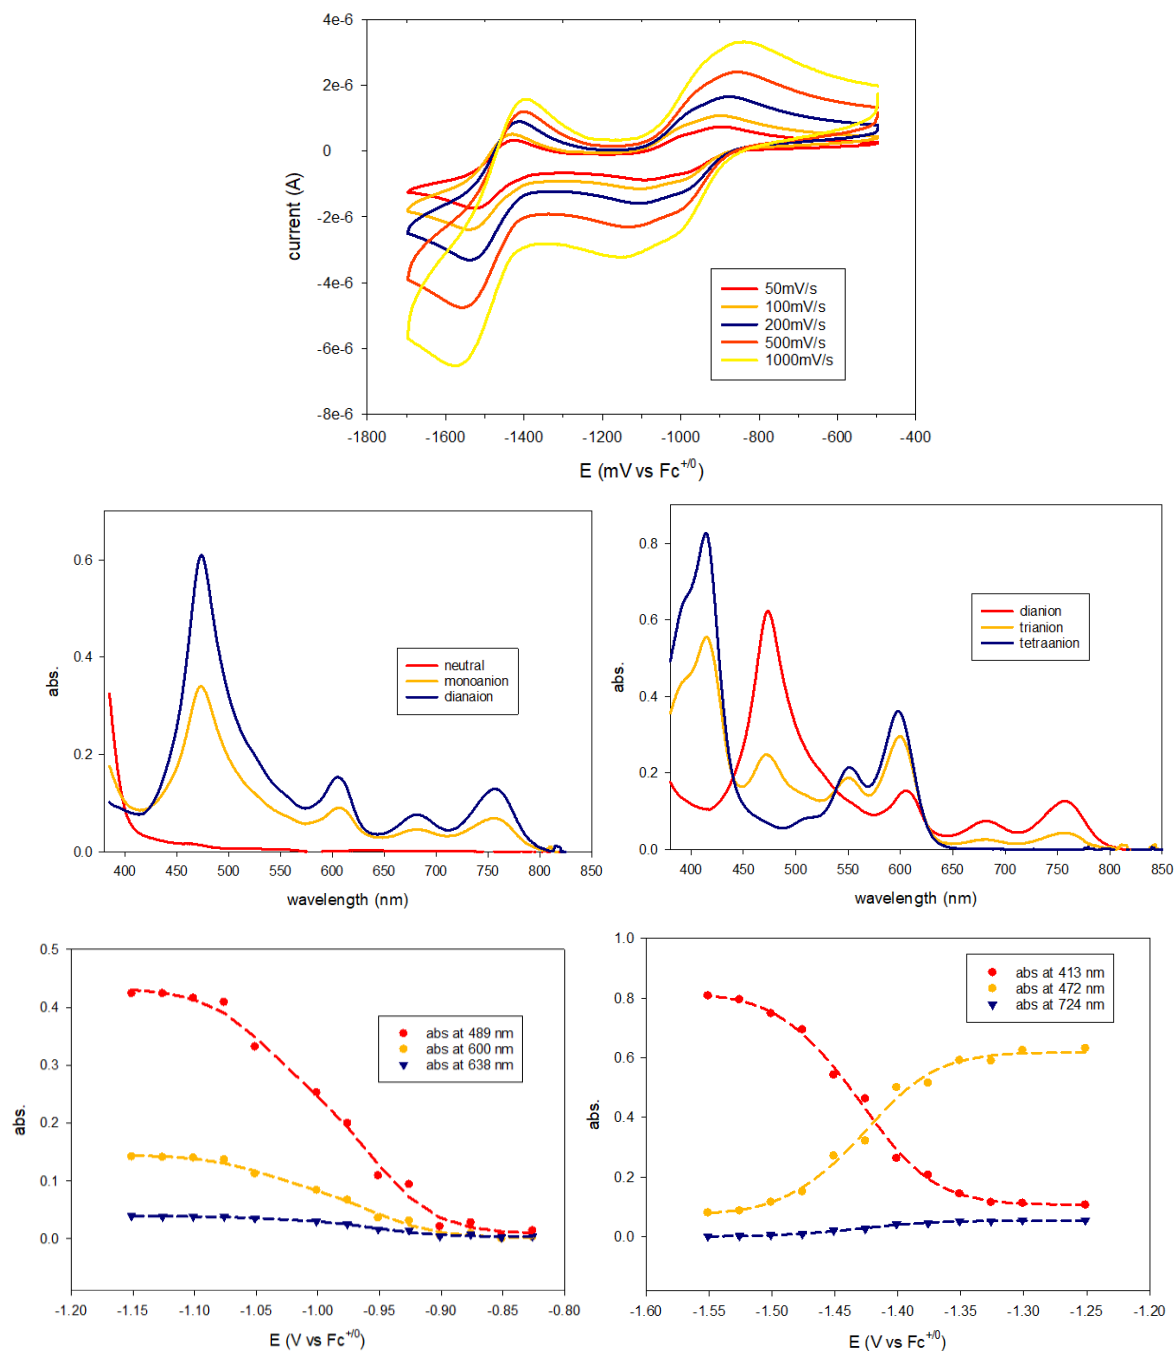 4e-6
2e-6
0
-2e-6
-4e-6
-6e-6
-8e-6
current (A)
50mV/s
100mV/s
200mV/s
500mV/s
1000mV/s
-1800 -1600 -1400 -1200 -1000 -800 -600 -400
E (mV vs Fc+/0)
0.6
0.4
0.2
0.0
abs.
neutral
monoanion
dianaion
400 450 500 550 600 650 700 750 800 850
wavelength (nm)
0.8
0.6
0.4
0.2
0.0
abs.
dianion
trianion
tetraanion
400 450 500 550 600 650 700 750 800 850
wavelength (nm)
0.5
0.4
0.3
0.2
0.1
0.0
abs.
abs at 489 nm
abs at 600 nm
abs at 638 nm
-1.20 -1.15 -1.10 -1.05 -1.00 -0.95 -0.90 -0.85 -0.80
E (V vs Fc+/0)
1.0
0.8
0.6
0.4
0.2
0.0
abs.
abs at 413 nm
abs at 472 nm
abs at 724 nm
-1.60 -1.55 -1.50 -1.45 -1.40 -1.35 -1.30 -1.25 -1.20
E (V vs Fc+/0)